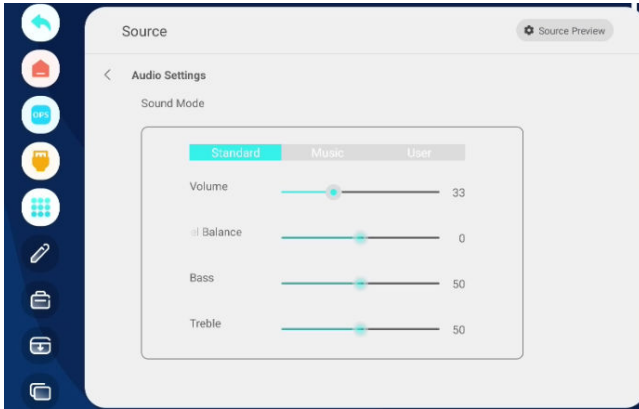 Source
Source Preview
OPS
Audio Settings
Sound Mode
Standard Music User
Volume 33
al Balance 0
Bass 50
Treble 50